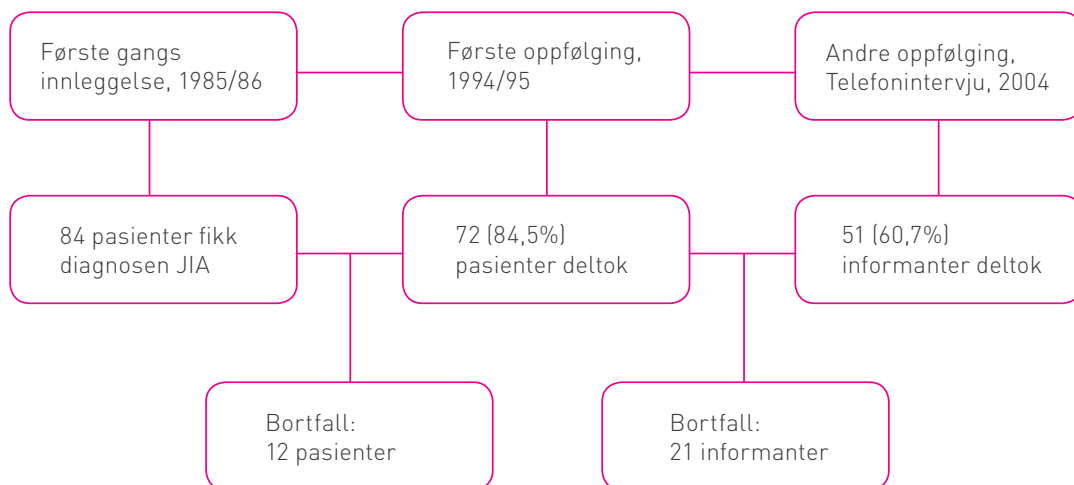 Første gangs
innleggelse, 1985/86
Første oppfølging,
1994/95
Andre oppfølging,
Telefonintervju, 2004
84 pasienter fikk
diagnosen JIA
72 (84,5%)
pasienter deltok
51 (60,7%)
informanter deltok
Bortfall:
12 pasienter
Bortfall:
21 informanter